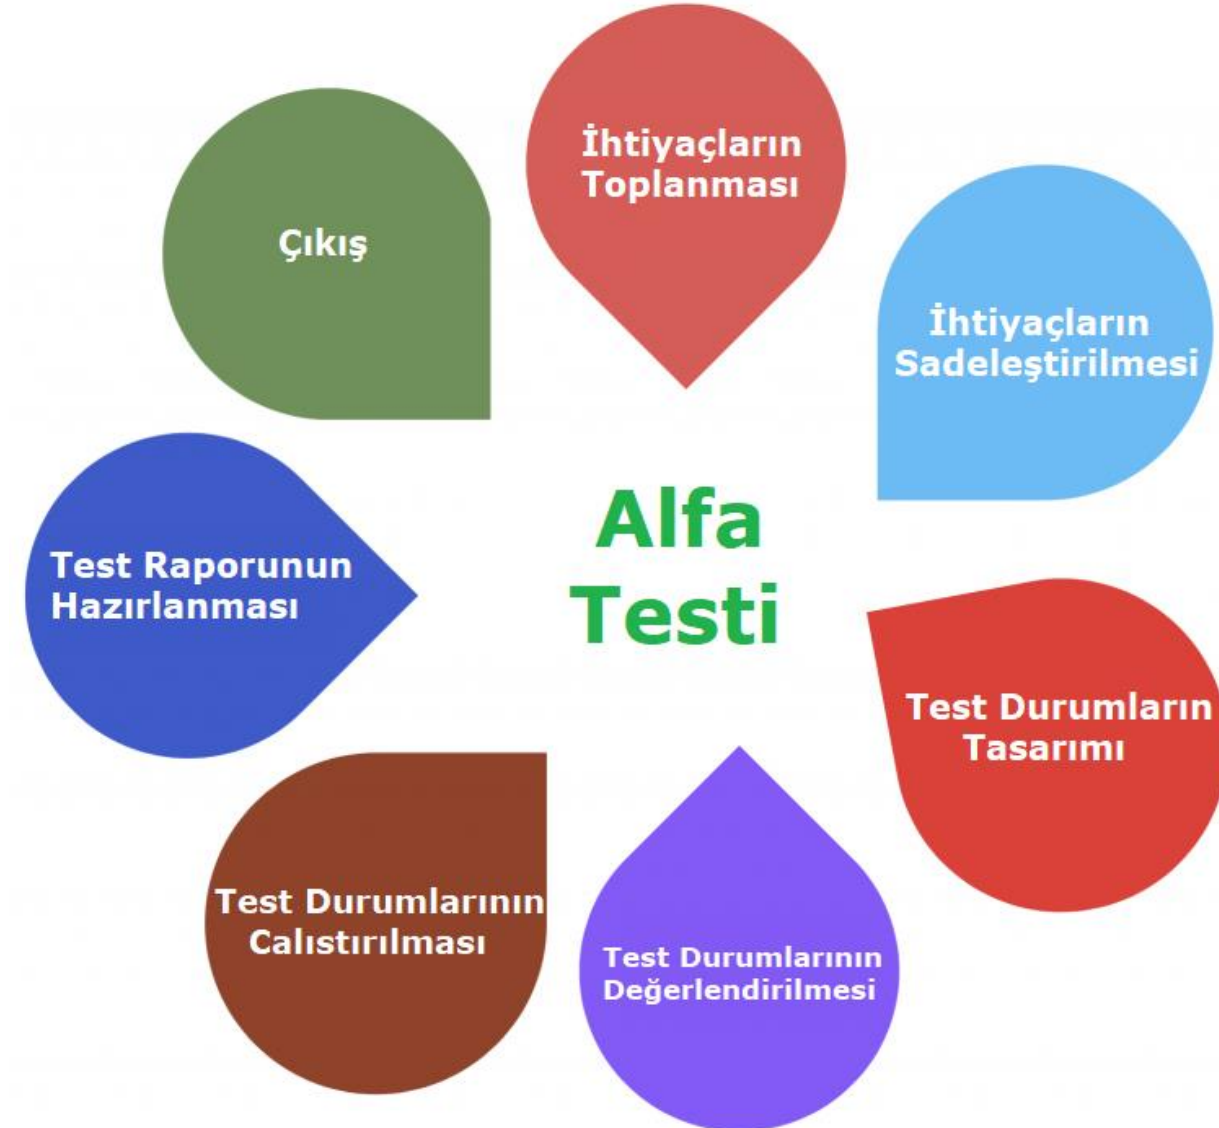 İhtiyaçların
Toplanması
İhtiyaçların
Sadeleştirilmesi
Test Durumların
Tasarımı
Test Durumlarının
Değerlendirilmesi
Test Durumlarının
Calıstırılması
Test Raporunun
Hazırlanması
Çıkış
Alfa
Testi